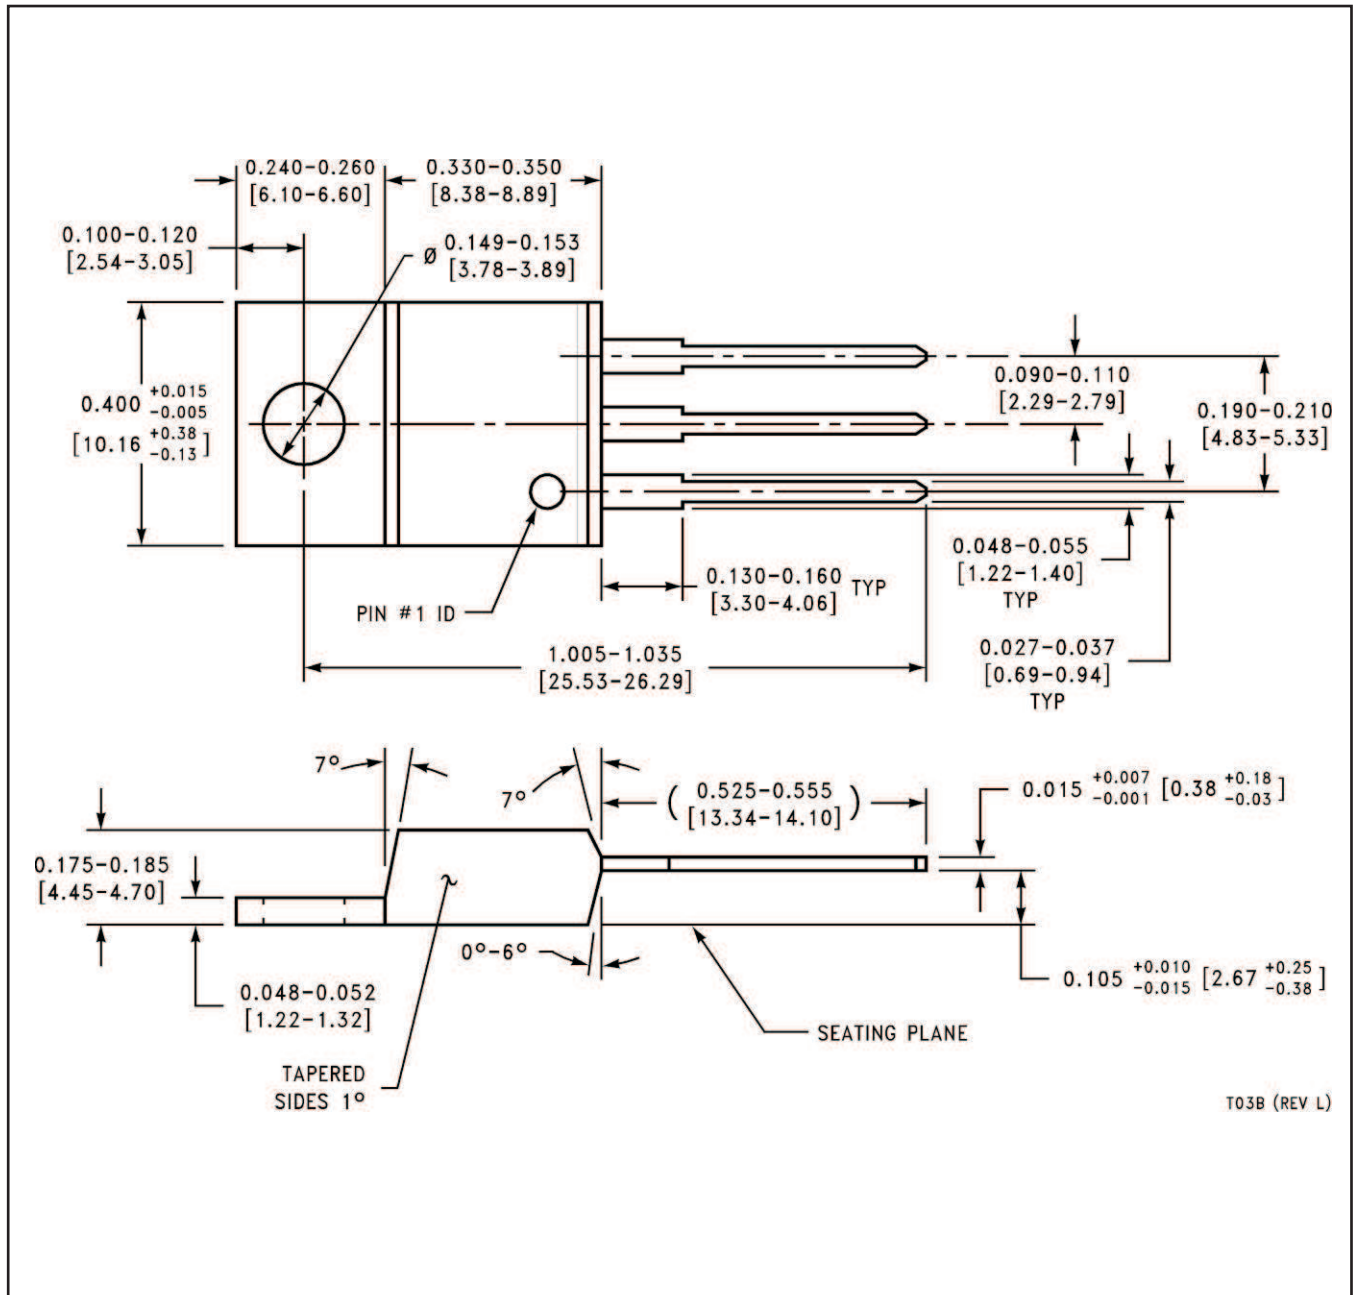 0.240-0.260
[6.10-6.60]
0.330-0.350
[8.38-8.89]
0.100-0.120
[2.54-3.05]
Ø 0.149-0.153
[3.78-3.89]
0.400 +0.015 -0.005
[10.16 +0.38 -0.13]
0.090-0.110
[2.29-2.79]
0.190-0.210
[4.83-5.33]
0.048-0.055
[1.22-1.40]
TYP
0.130-0.160 TYP
[3.30-4.06]
PIN #1 ID
1.005-1.035
[25.53-26.29]
0.027-0.037
[0.69-0.94]
TYP
7°
7°
(0.525-0.555)
[13.34-14.10]
0.015 +0.007 -0.001 [0.38 +0.18 -0.03]
0.175-0.185
[4.45-4.70]
0°-6°
0.105 +0.010 -0.015 [2.67 +0.25 -0.38]
0.048-0.052
[1.22-1.32]
SEATING PLANE
TAPERED
SIDES 1°
T03B (REV L)